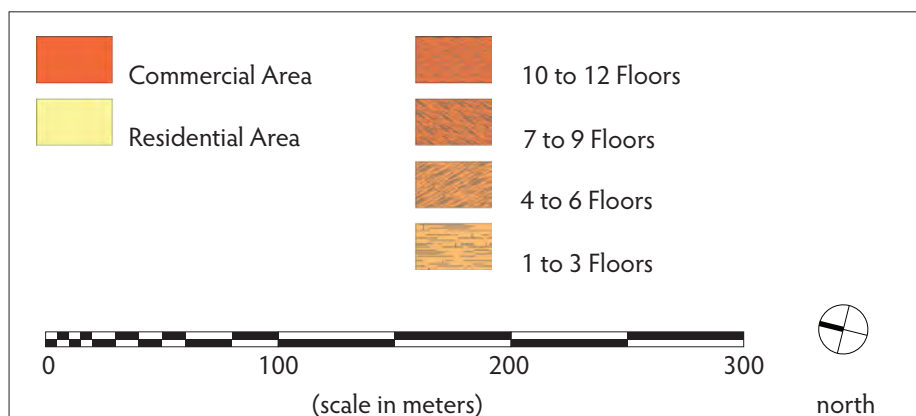 Commercial Area
Residential Area
10 to 12 Floors
7 to 9 Floors
4 to 6 Floors
1 to 3 Floors
0 100 200 300
(scale in meters)
north